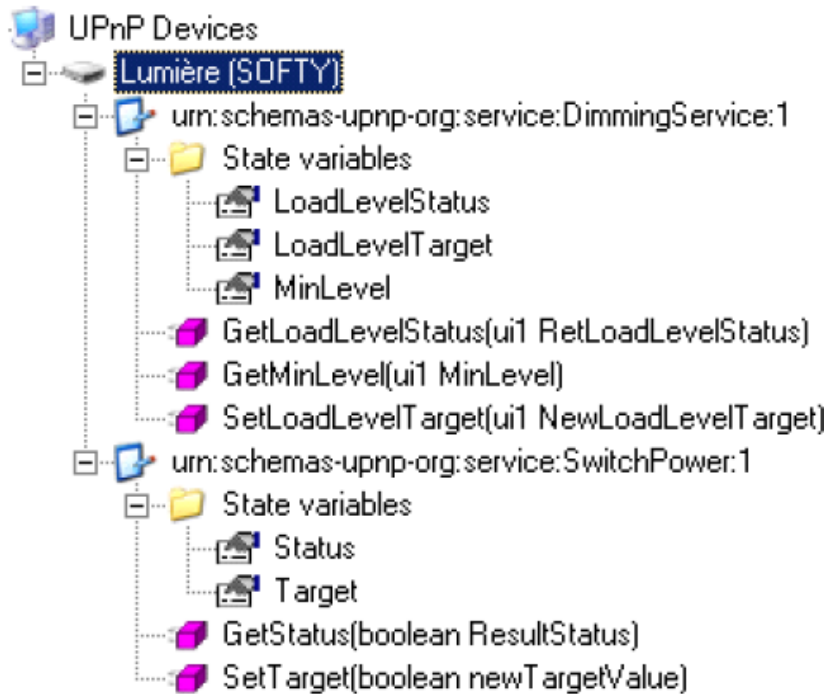 UPnP Devices
Lumière (SOFTY)
urn:schemas-upnp-org:service:DimmingService:1
State variables
LoadLevelStatus
LoadLevelTarget
MinLevel
GetLoadLevelStatus(ui1 RetLoadLevelStatus)
GetMinLevel(ui1 MinLevel)
SetLoadLevelTarget(ui1 NewLoadLevelTarget)
urn:schemas-upnp-org:service:SwitchPower:1
State variables
Status
Target
GetStatus(boolean ResultStatus)
SetTarget(boolean newTargetValue)